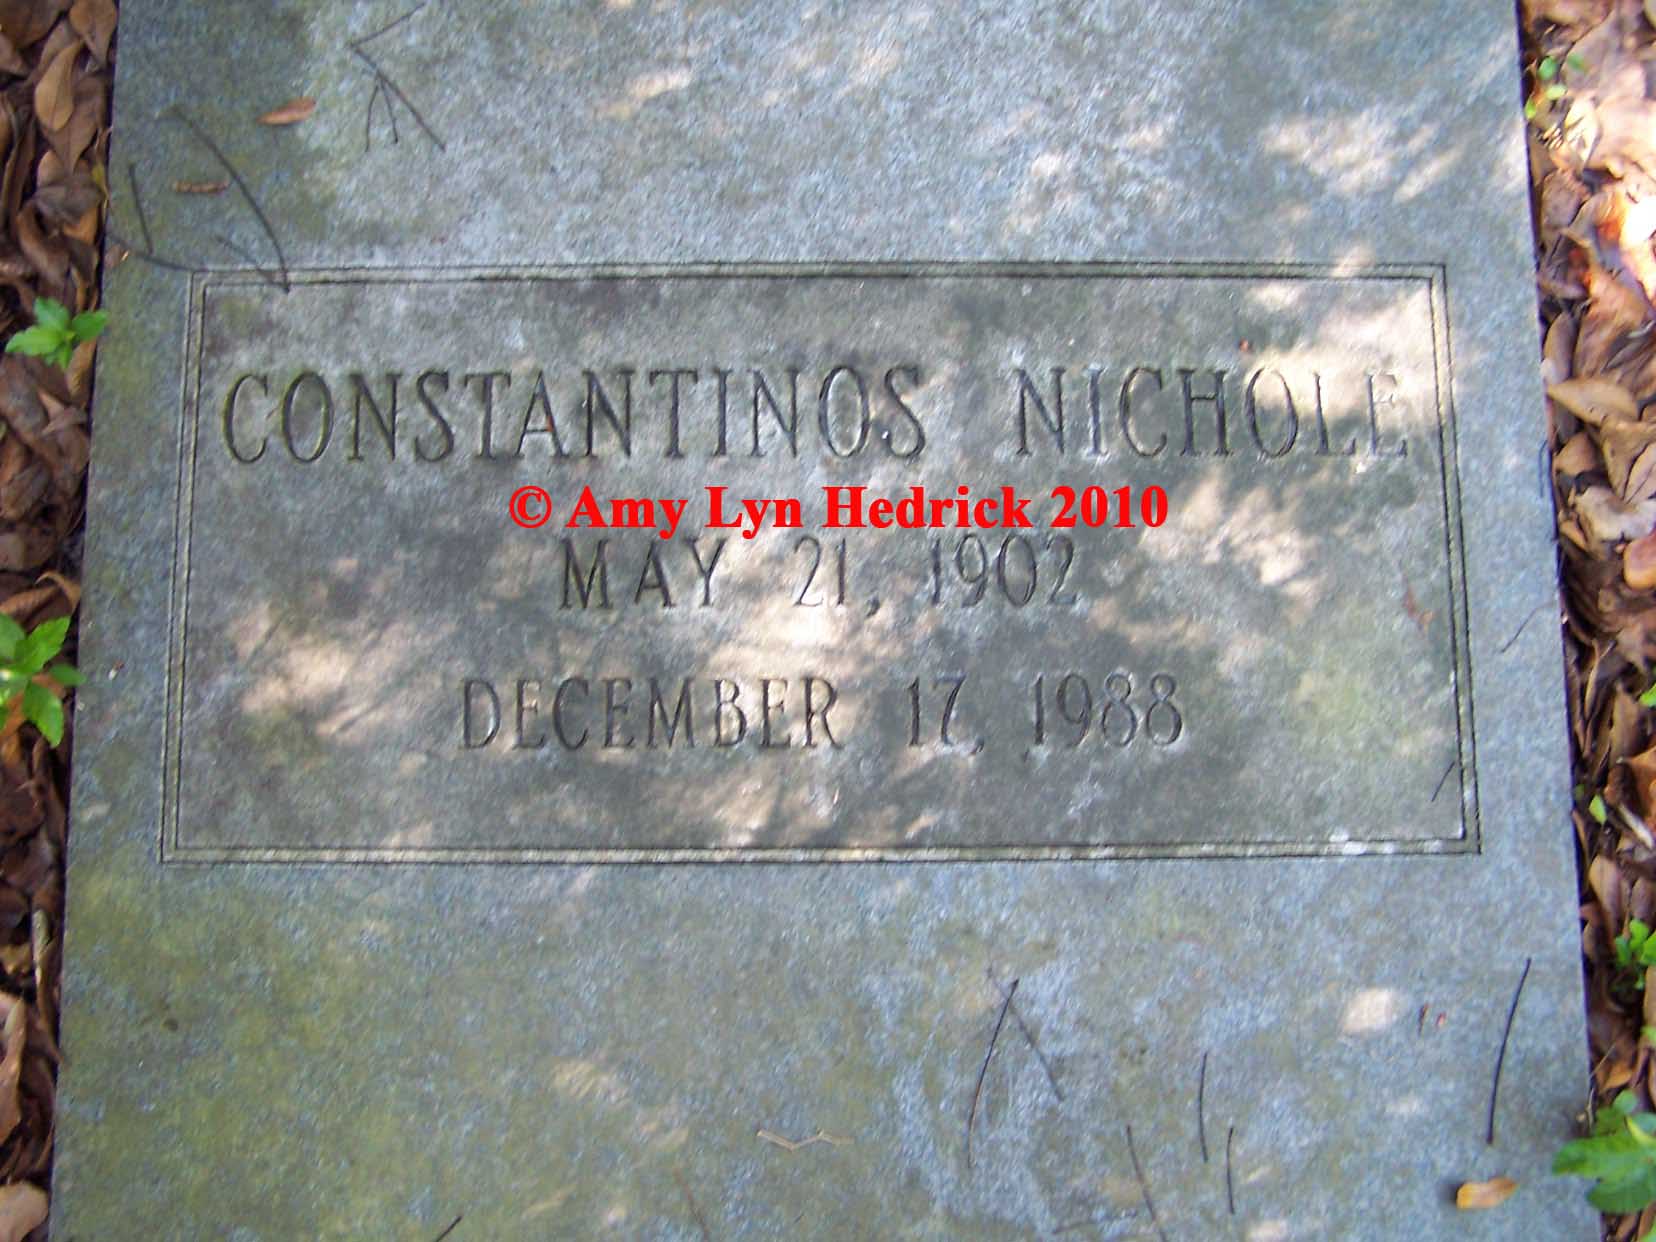 CONSTANTINOS NICHOLE
© Amy Lyn Hedrick 2010
MAY 21, 1902
DECEMBER 17, 1988